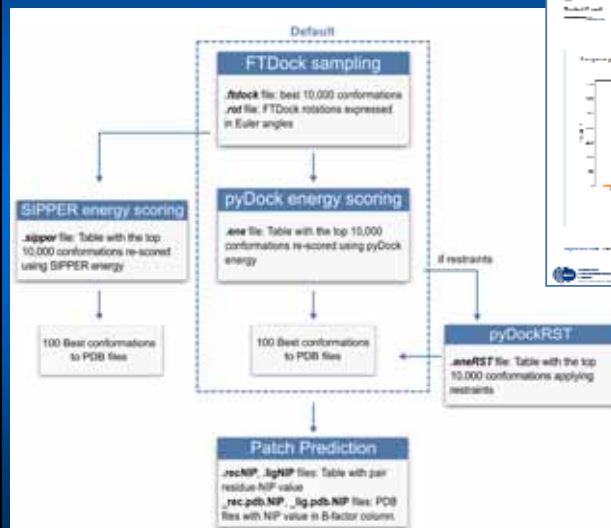 Default
FTDock sampling
.ftdock file: best 10,000 conformations
.rot file: FTDock rotations expressed
in Euler angles
SIPPER energy scoring
.sipper file: Table with the top
10,000 conformations re-scored
using SIPPER energy
pyDock energy scoring
.ene file: Table with the top 10,000
conformations re-scored using pyDock
energy
if restraints
100 Best conformations
to PDB files
100 Best conformations
to PDB files
pyDockRST
.eneRST file: Table with the top
10,000 conformations applying
restraints
Patch Prediction
.recNIP, .ligNIP files: Table with pair
residue-NIP value
_rec.pdb.NIP, _lig.pdb.NIP files: PDB
files with NIP value in B-factor column.